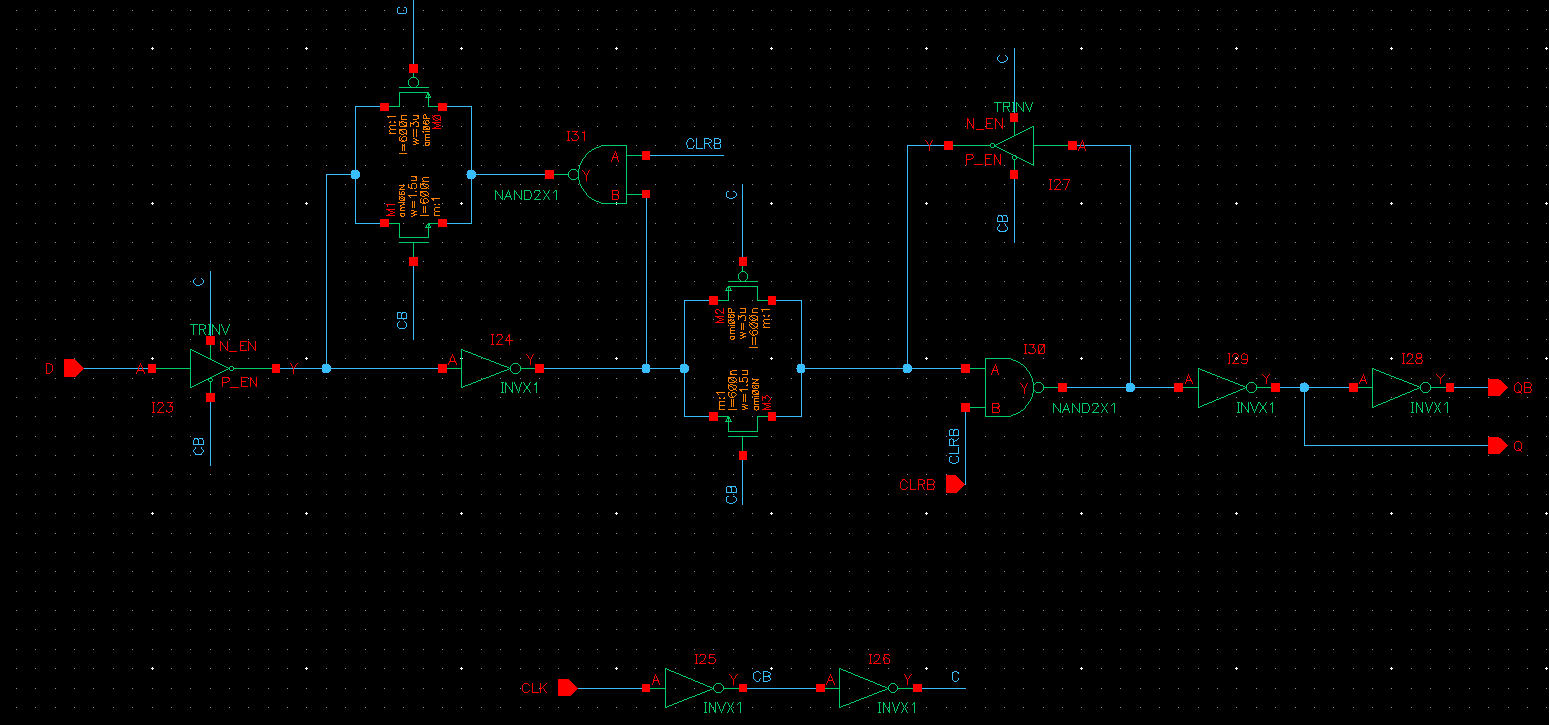 C
m:1
l=600n
w=3u
ami06P
M0
M1
ami06N
w=1.5u
l=600n
m:1
CB
I31
A
B
Y
NAND2X1
CLRB
C
TRINV
N_EN
P_EN
Y
A
I27
CB
C
M2
ami06P
w=3u
l=600n
m:1
m:1
l=600n
w=1.5u
ami06N
M3
CB
D
A
C
TRINV
N_EN
P_EN
Y
I23
CB
I24
A
Y
INVX1
I30
A
B
Y
NAND2X1
CLRB
CLRB
I29
A
Y
INVX1
I28
A
Y
INVX1
QB
Q
CLK
I25
A
Y
INVX1
CB
I26
A
Y
INVX1
C